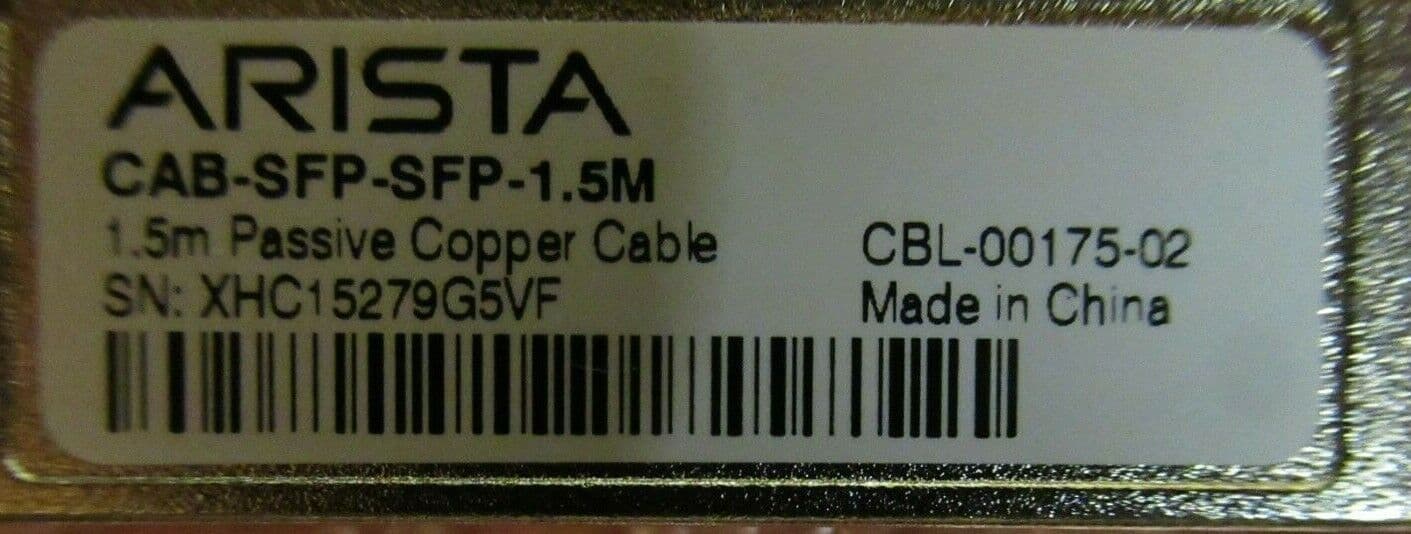 ARISTA
CAB-SFP-SFP-1.5M
1.5m Passive Copper Cable CBL-00175-02
SN: XHC15279G5VF Made in China